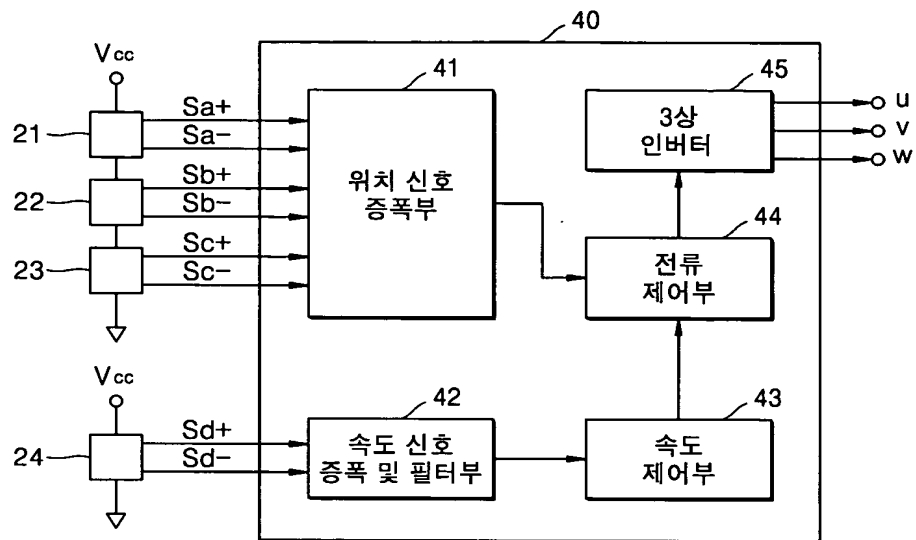 40
Vcc
41
45
21
Sa+
Sa-
3상
인버터
u
v
w
22
Sb+
Sb-
위치 신호
증폭부
23
Sc+
Sc-
44
전류
제어부
Vcc
42
43
24
Sd+
Sd-
속도 신호
증폭 및 필터부
속도
제어부